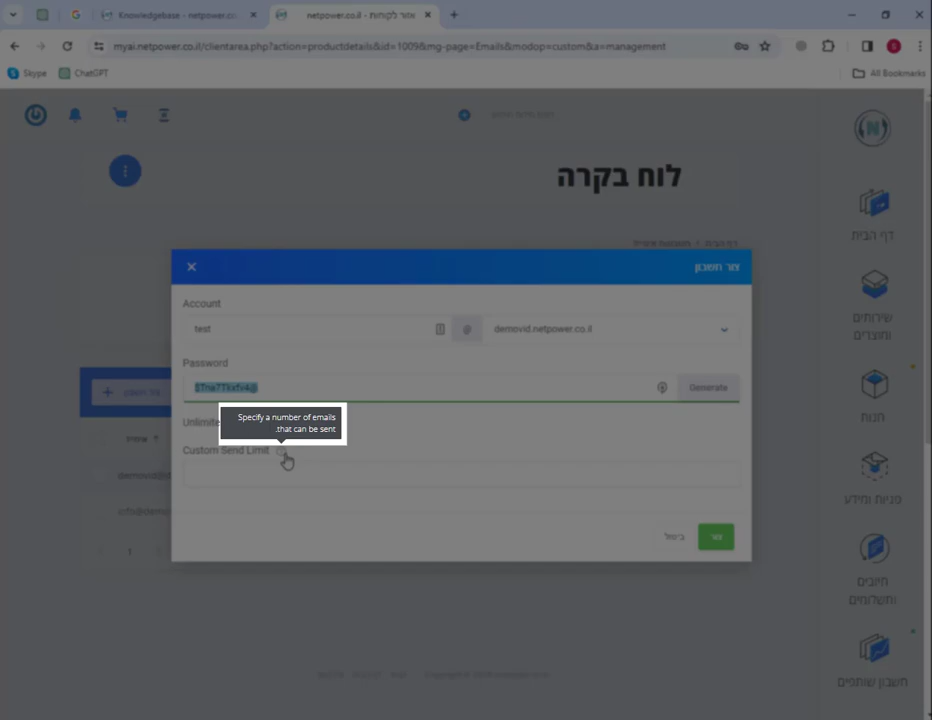 Knowledgebase - netpower.co.il
אזור לקוחות - netpower.co.il
myai.netpower.co.il/clientarea.php?action=productdetails&id=1009&mg-page=Emails&modop=custom&a=management
Skype
ChatGPT
All Bookmarks
לוח בקרה
דף הבית
שירותים
ומוצרים
חנות
פניות ומידע
חיובים
ותשלומים
חשבון שותפים
צור חשבון
Account
test
@
demovid.netpower.co.il
Password
Generate
Specify a number of emails
that can be sent.
Custom Send Limit
ביטול
צור
אימייל
1